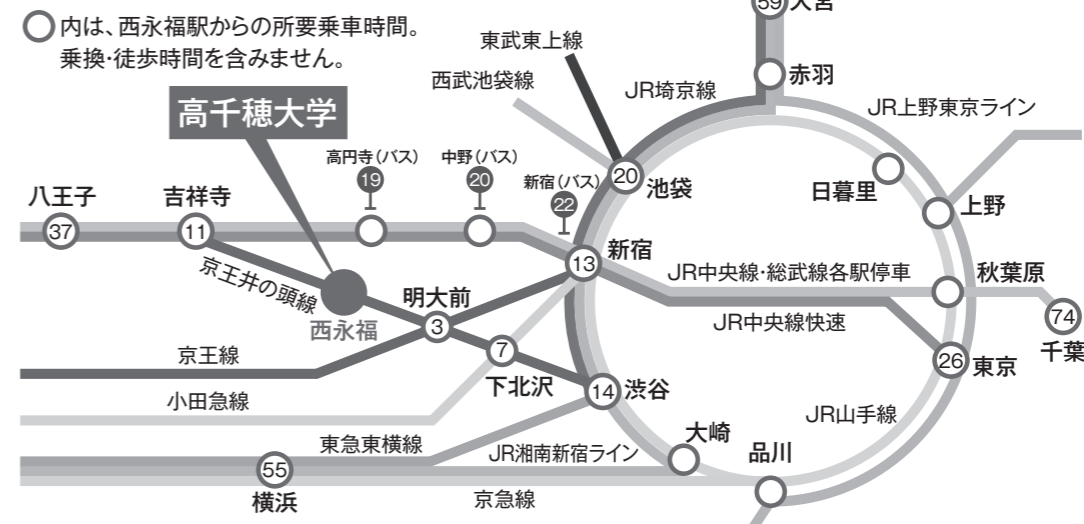 ○内は、西永福駅からの所要乗車時間。
乗換・徒歩時間を含みません。
59 大宮
赤羽
東武東上線
西武池袋線
JR埼京線
JR上野東京ライン
高千穂大学
高円寺（バス）
19
中野（バス）
20
新宿（バス）
22
20 池袋
日暮里
上野
八王子
37
吉祥寺
11
13 新宿
京王井の頭線
西永福
明大前
3
JR中央線・総武線各駅停車
秋葉原
JR中央線快速
74
千葉
7
下北沢
京王線
26 東京
小田急線
14 渋谷
JR山手線
東急東横線
JR湘南新宿ライン
大崎
品川
55
横浜
京急線